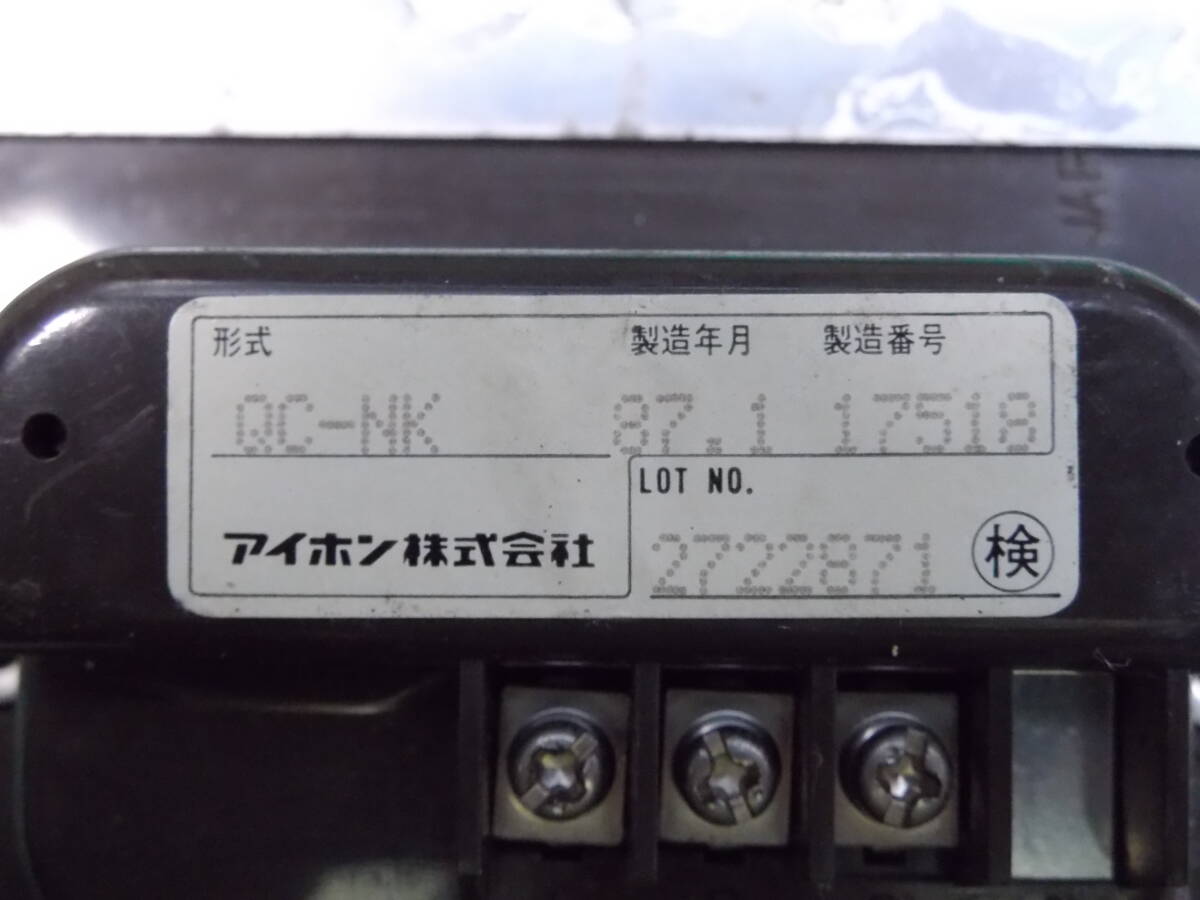 形式 製造年月 製造番号
QC-NK 87.1 17518
LOT NO.
アイホン株式会社 2722871 検